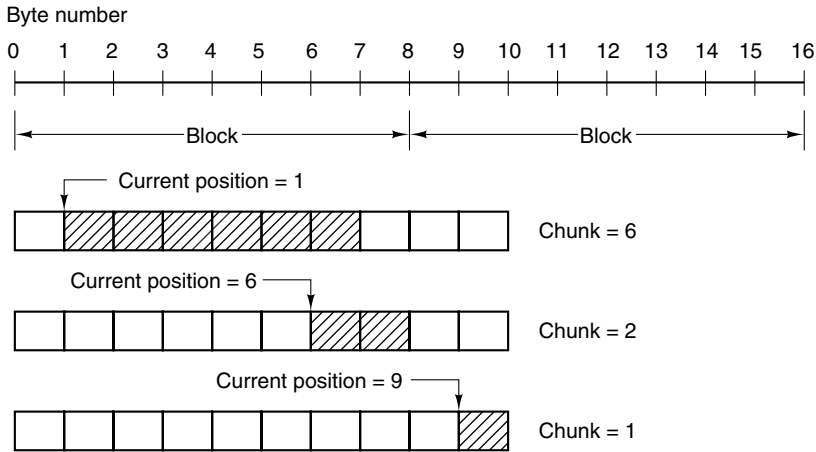 Byte number
0 1 2 3 4 5 6 7 8 9 10 11 12 13 14 15 16
Block Block
Current position = 1
Chunk = 6
Current position = 6
Chunk = 2
Current position = 9
Chunk = 1